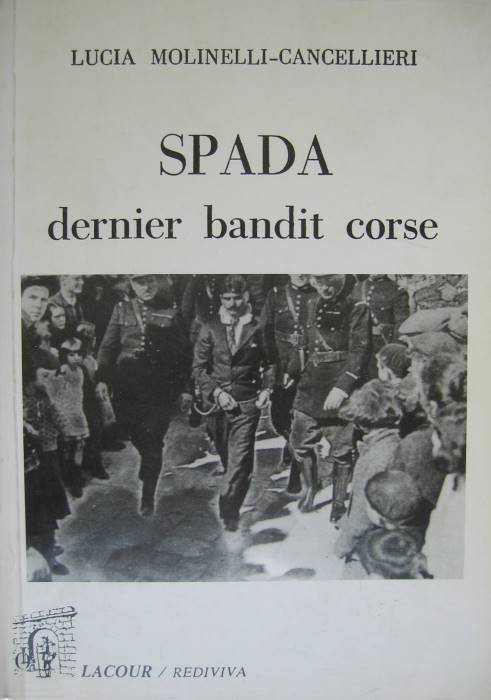 LUCIA MOLINELLI-CANCELLIERI
SPADA
dernier bandit corse
LACOUR / REDIVIVA